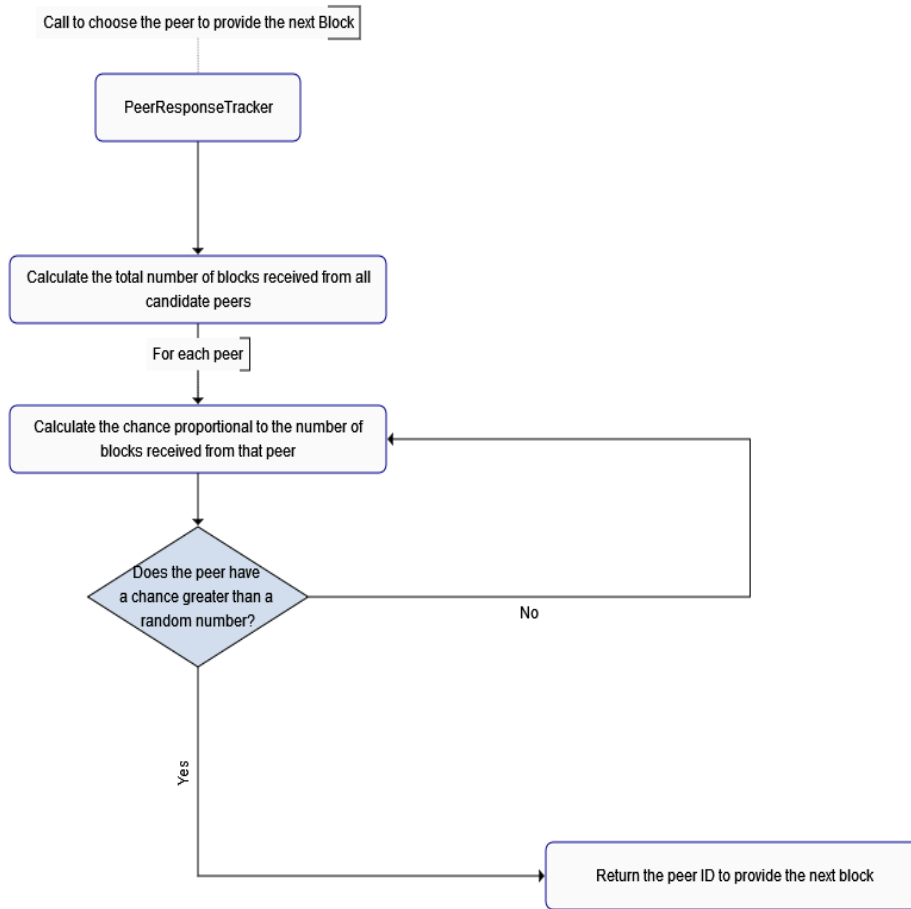 Call to choose the peer to provide the next Block
PeerResponseTracker
Calculate the total number of blocks received from all
candidate peers
For each peer
Calculate the chance proportional to the number of
blocks received from that peer
Does the peer have
a chance greater than a
random number?
No
Yes
Return the peer ID to provide the next block